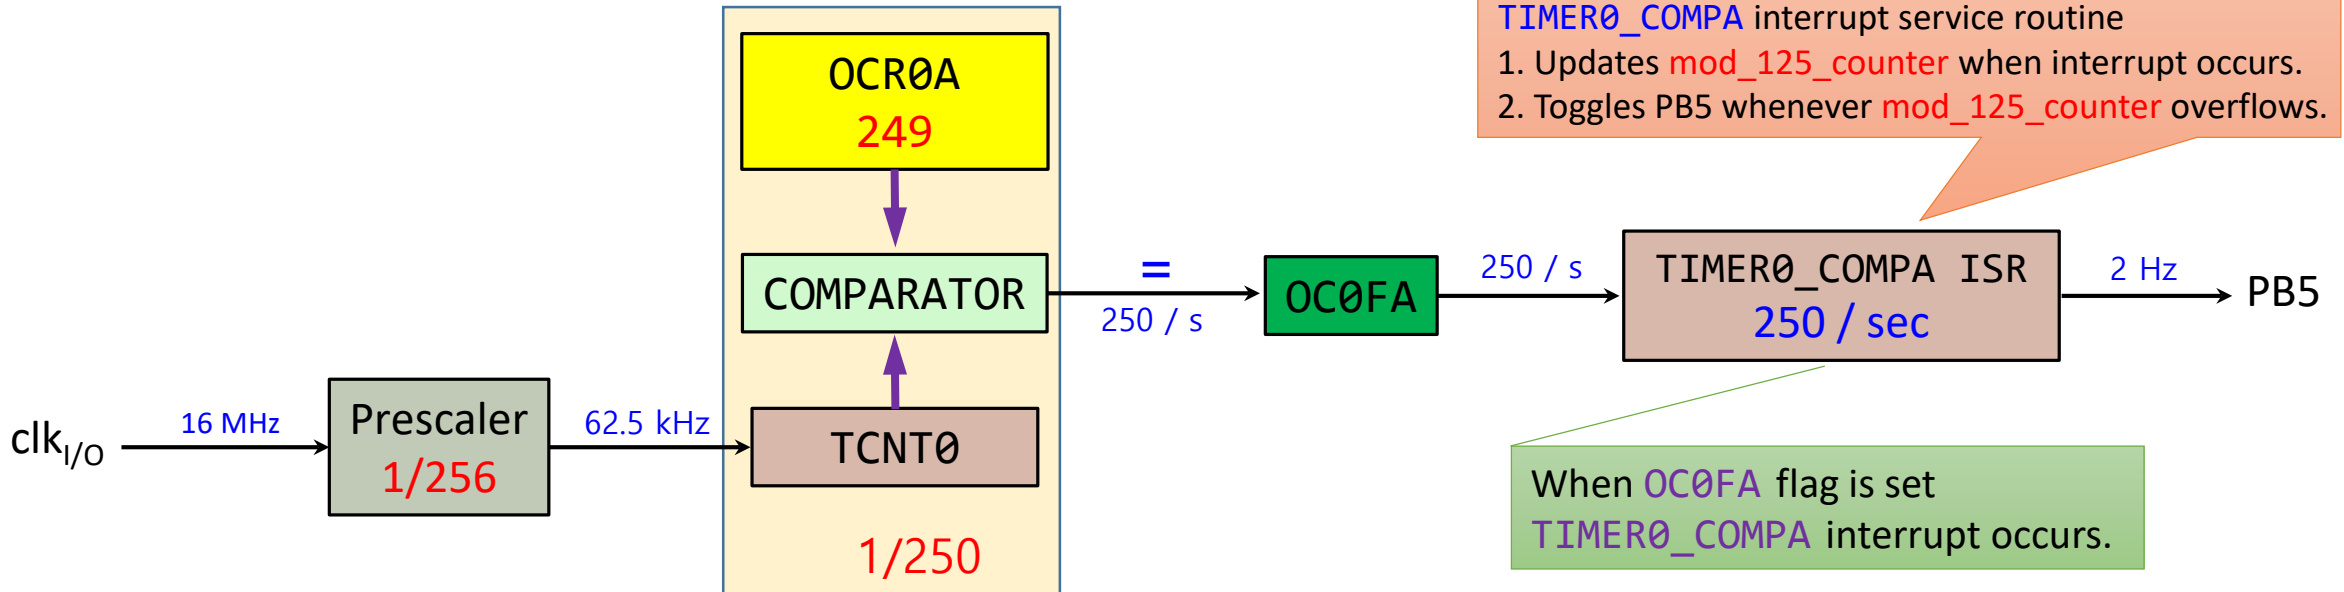 TIMER0_COMPA interrupt service routine
1. Updates mod_125_counter when interrupt occurs.
2. Toggles PB5 whenever mod_125_counter overflows.
OCR0A
249
COMPARATOR
=
250 / s
OC0FA
250 / s
TIMER0_COMPA ISR
250 / sec
2 Hz
PB5
clkI/O
16 MHz
Prescaler
1/256
62.5 kHz
TCNT0
1/250
When OC0FA flag is set
TIMER0_COMPA interrupt occurs.